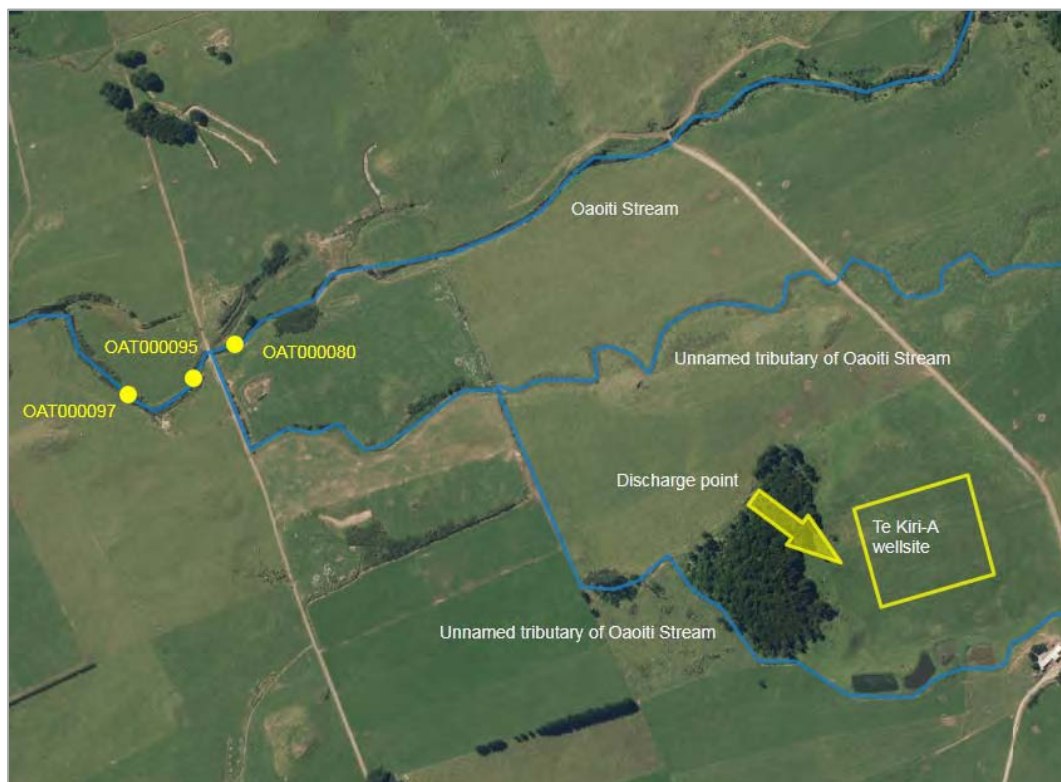 Oaoiti Stream
OAT000095
OAT000080
Unnamed tributary of Oaoiti Stream
OAT000097
Discharge point
Te Kiri-A
wellsite
Unnamed tributary of Oaoiti Stream